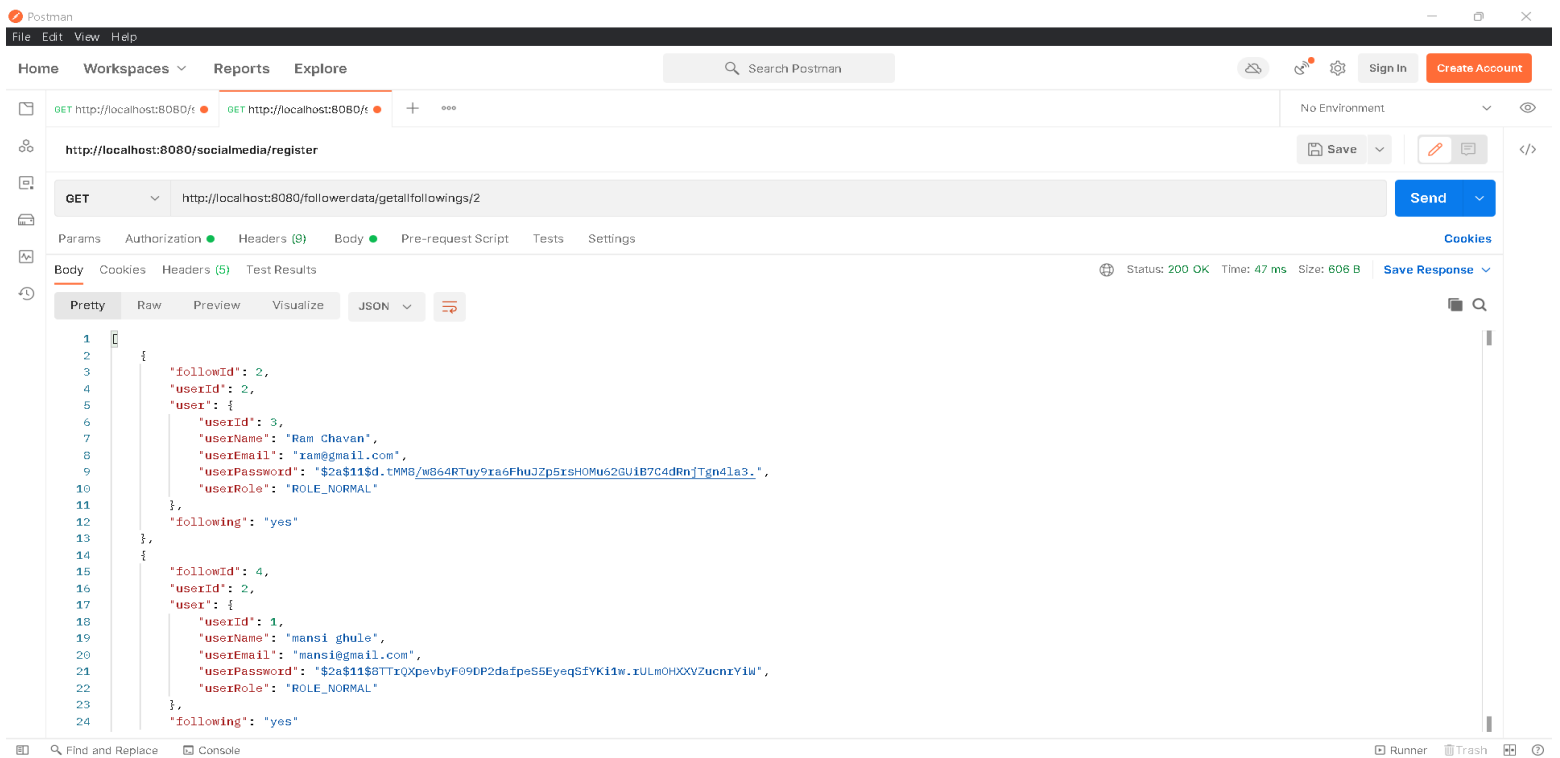 Postman
File Edit View Help
Home Workspaces Reports Explore Search Postman Sign In Create Account
GET http://localhost:8080/s GET http://localhost:8080/s No Environment
http://localhost:8080/socialmedia/register Save
GET http://localhost:8080/followerdata/getallfollowings/2 Send
Params Authorization Headers (9) Body Pre-request Script Tests Settings Cookies
Body Cookies Headers (5) Test Results Status: 200 OK Time: 47 ms Size: 606 B Save Response
Pretty Raw Preview Visualize JSON
1 [
2 {
3 "followId": 2,
4 "userId": 2,
5 "user": {
6 "userId": 3,
7 "userName": "Ram Chavan",
8 "userEmail": "ram@gmail.com",
9 "userPassword": "$2a$11$d.tMM8/w864RTuy9ra6FhuJZp5rsHOMu62GUiB7C4dRnjTgn4la3.",
10 "userRole": "ROLE_NORMAL"
11 },
12 "following": "yes"
13 },
14 {
15 "followId": 4,
16 "userId": 2,
17 "user": {
18 "userId": 1,
19 "userName": "mansi ghule",
20 "userEmail": "mansi@gmail.com",
21 "userPassword": "$2a$11$8TTrQXpevbyF09DP2dafpeS5EyeqSfYKi1w.rULmOHXXVZucnrYiW",
22 "userRole": "ROLE_NORMAL"
23 },
24 "following": "yes"
Find and Replace Console Runner Trash